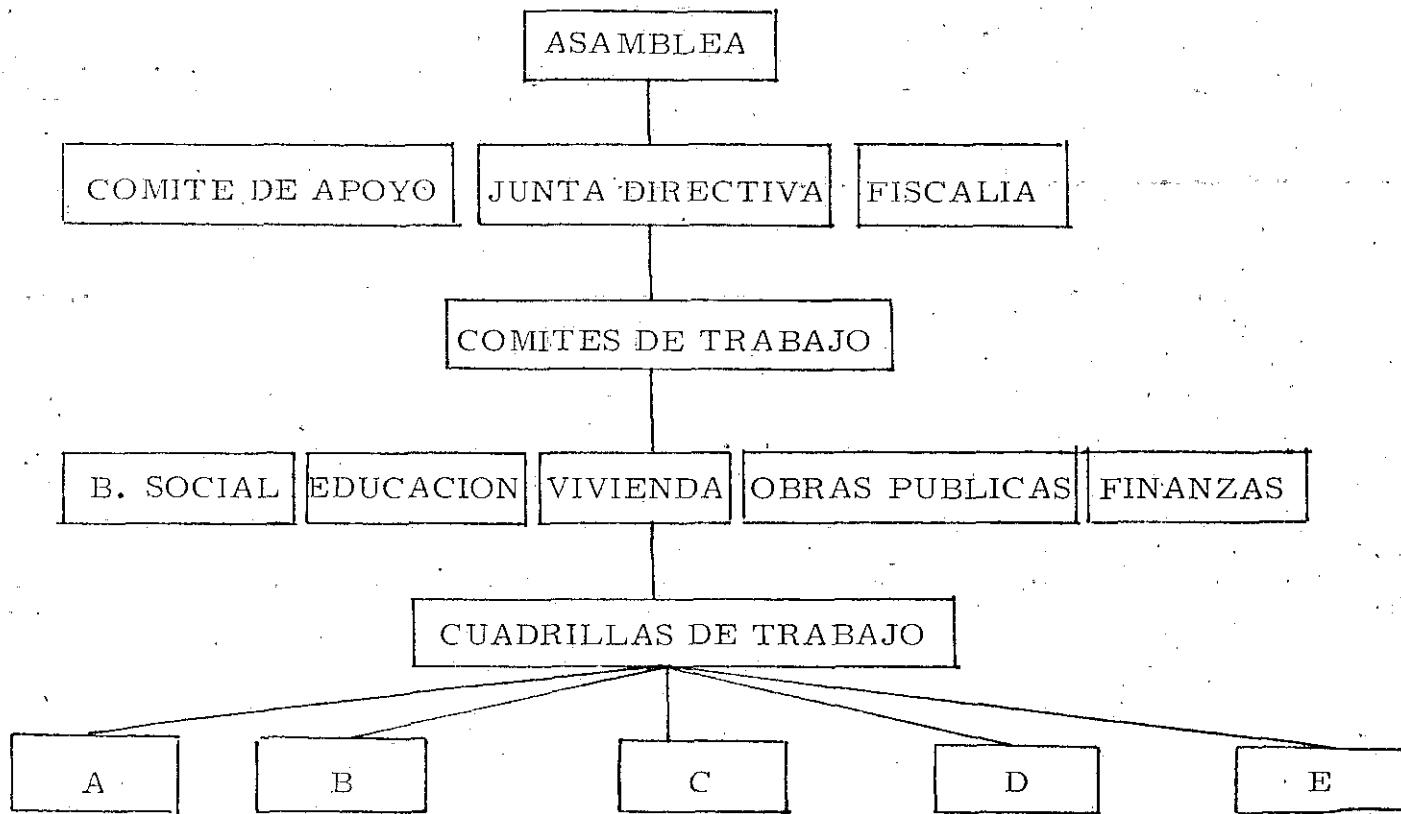 ASAMBLEA
COMITE DE APOYO JUNTA DIRECTIVA FISCALIA
COMITES DE TRABAJO
B. SOCIAL EDUCACION VIVIENDA OBRAS PUBLICAS FINANZAS
CUADRILLAS DE TRABAJO
A B C D E